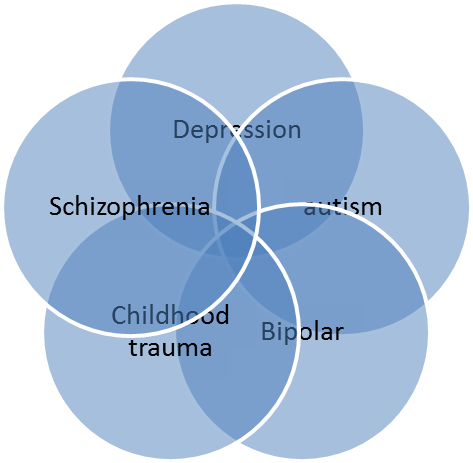 Depression
Schizophrenia
autism
Childhood
trauma
Bipolar